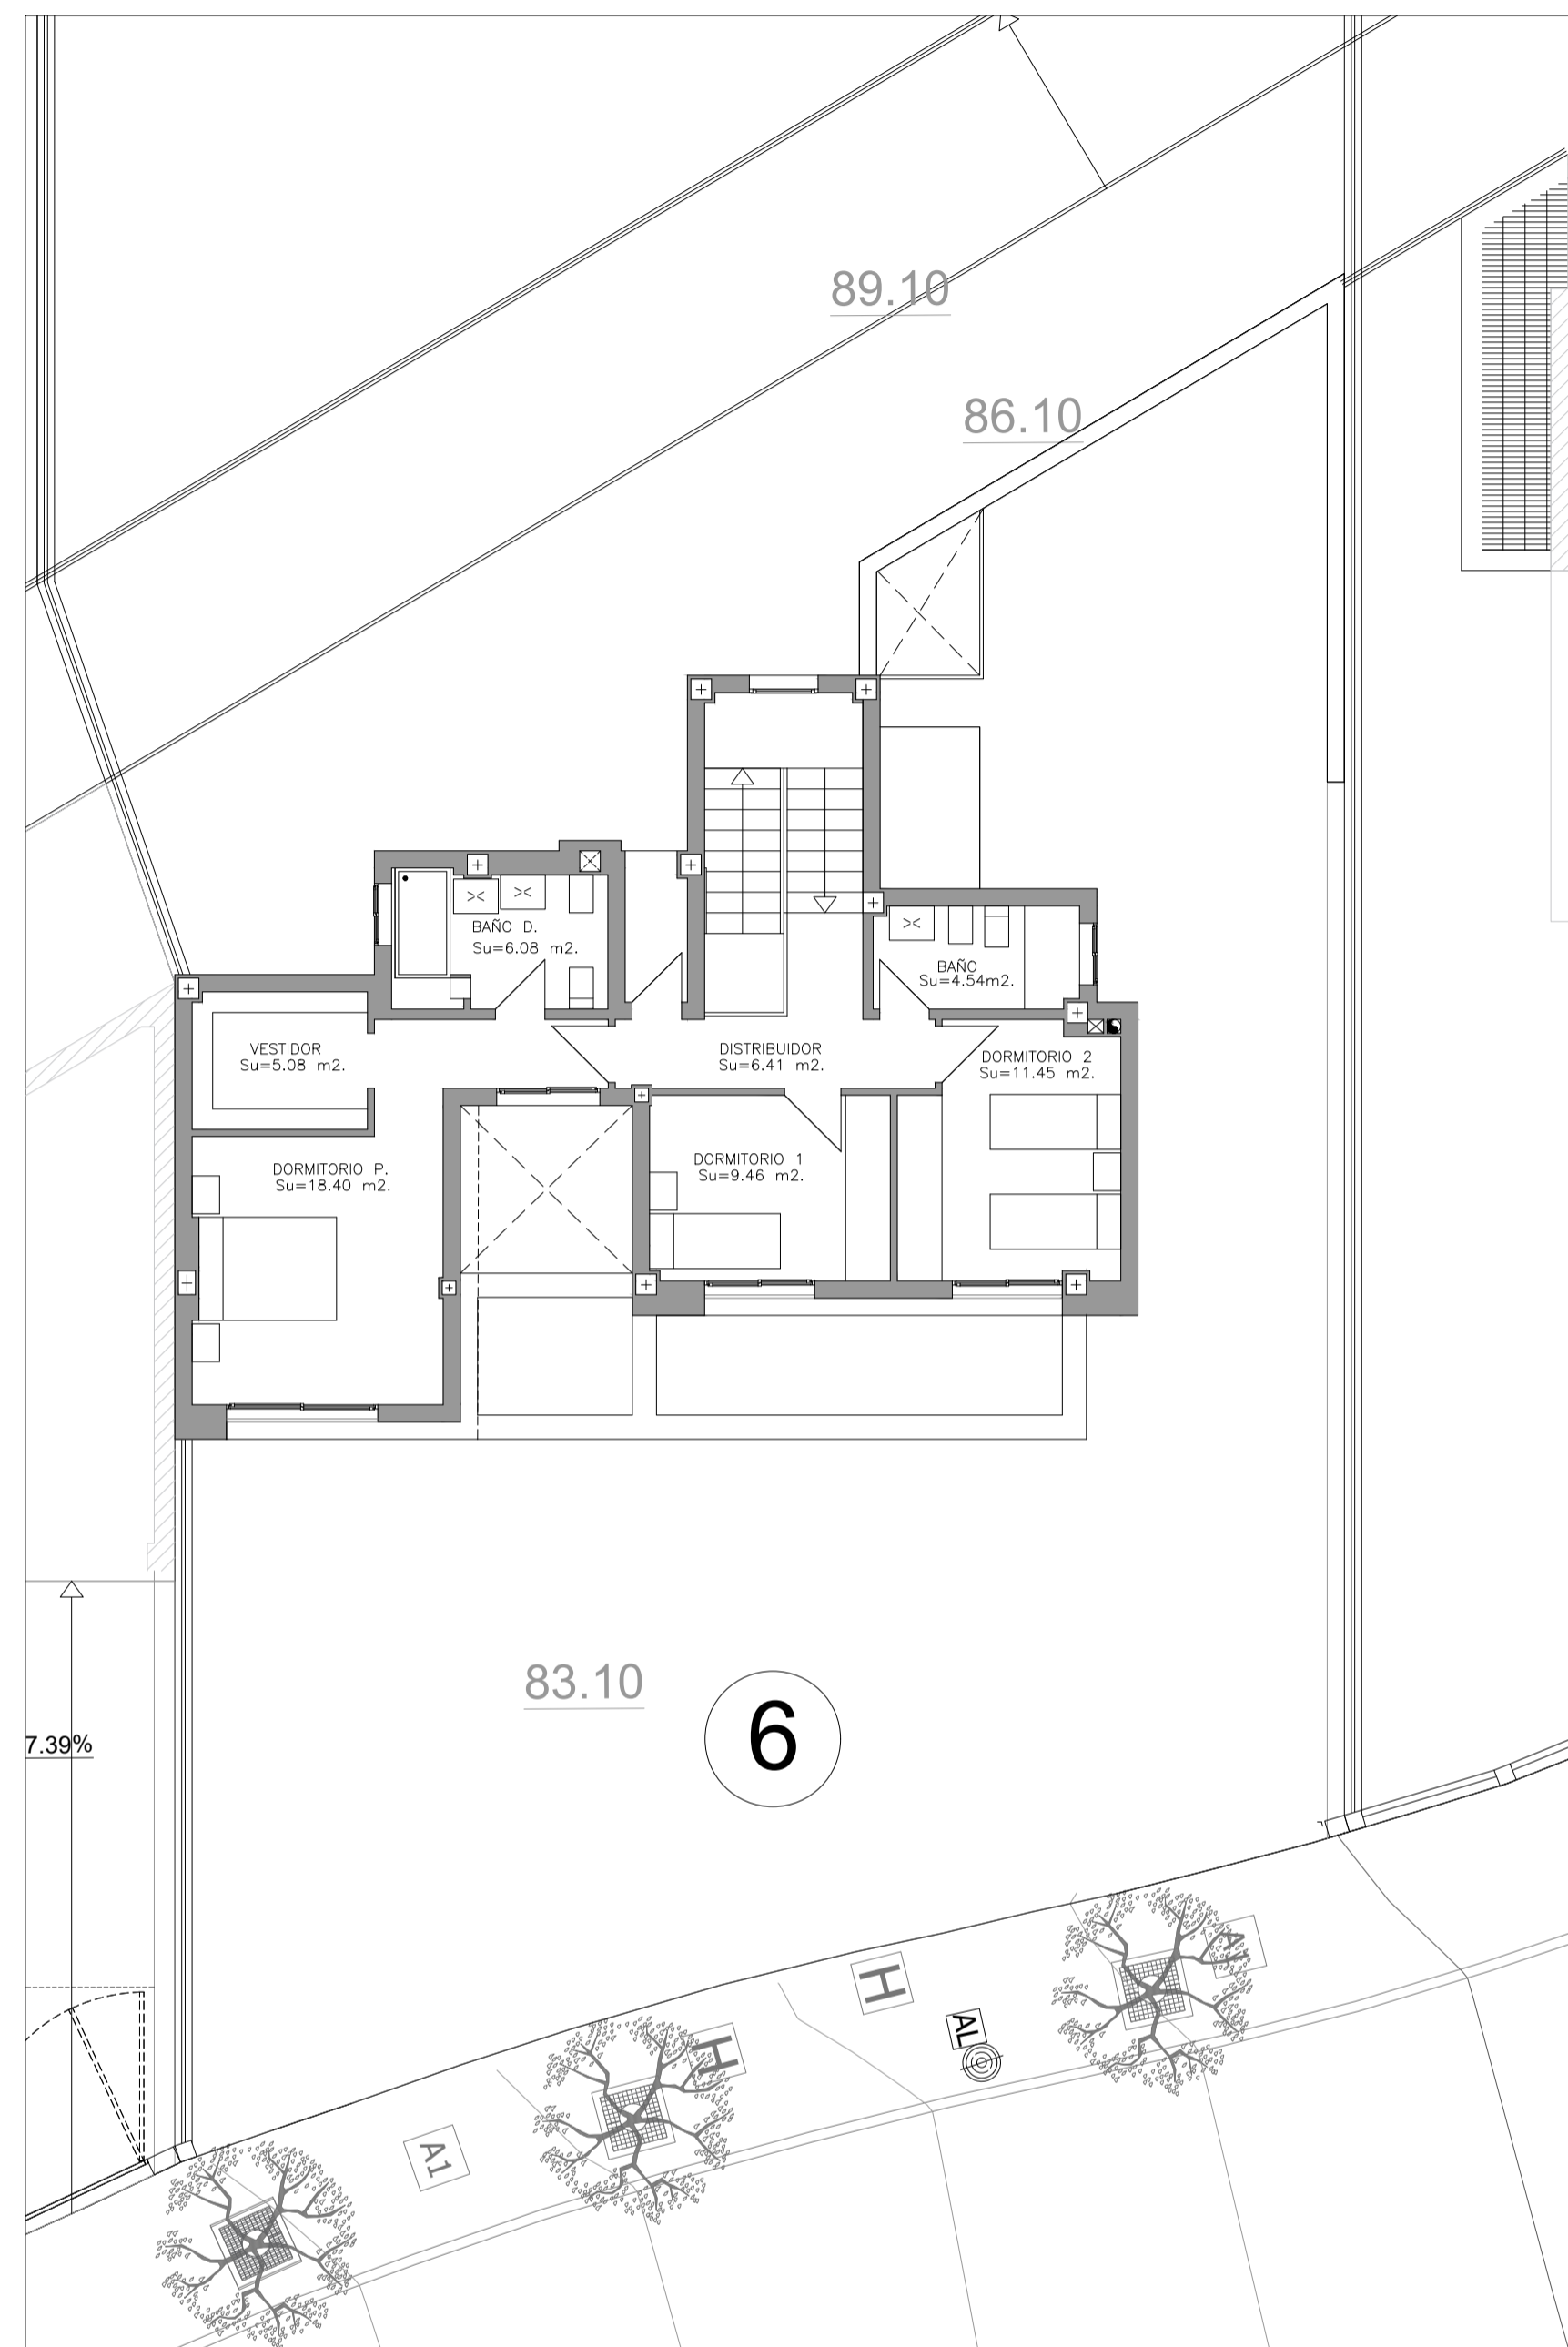 89.10
86.10
BAÑO D.
Su=6.08 m2.
BAÑO
Su=4.54m2.
VESTIDOR
Su=5.08 m2.
DISTRIBUIDOR
Su=6.41 m2.
DORMITORIO 2
Su=11.45 m2.
DORMITORIO P.
Su=18.40 m2.
DORMITORIO 1
Su=9.46 m2.
83.10
6
7.39%
H
A1
AL
H
A1